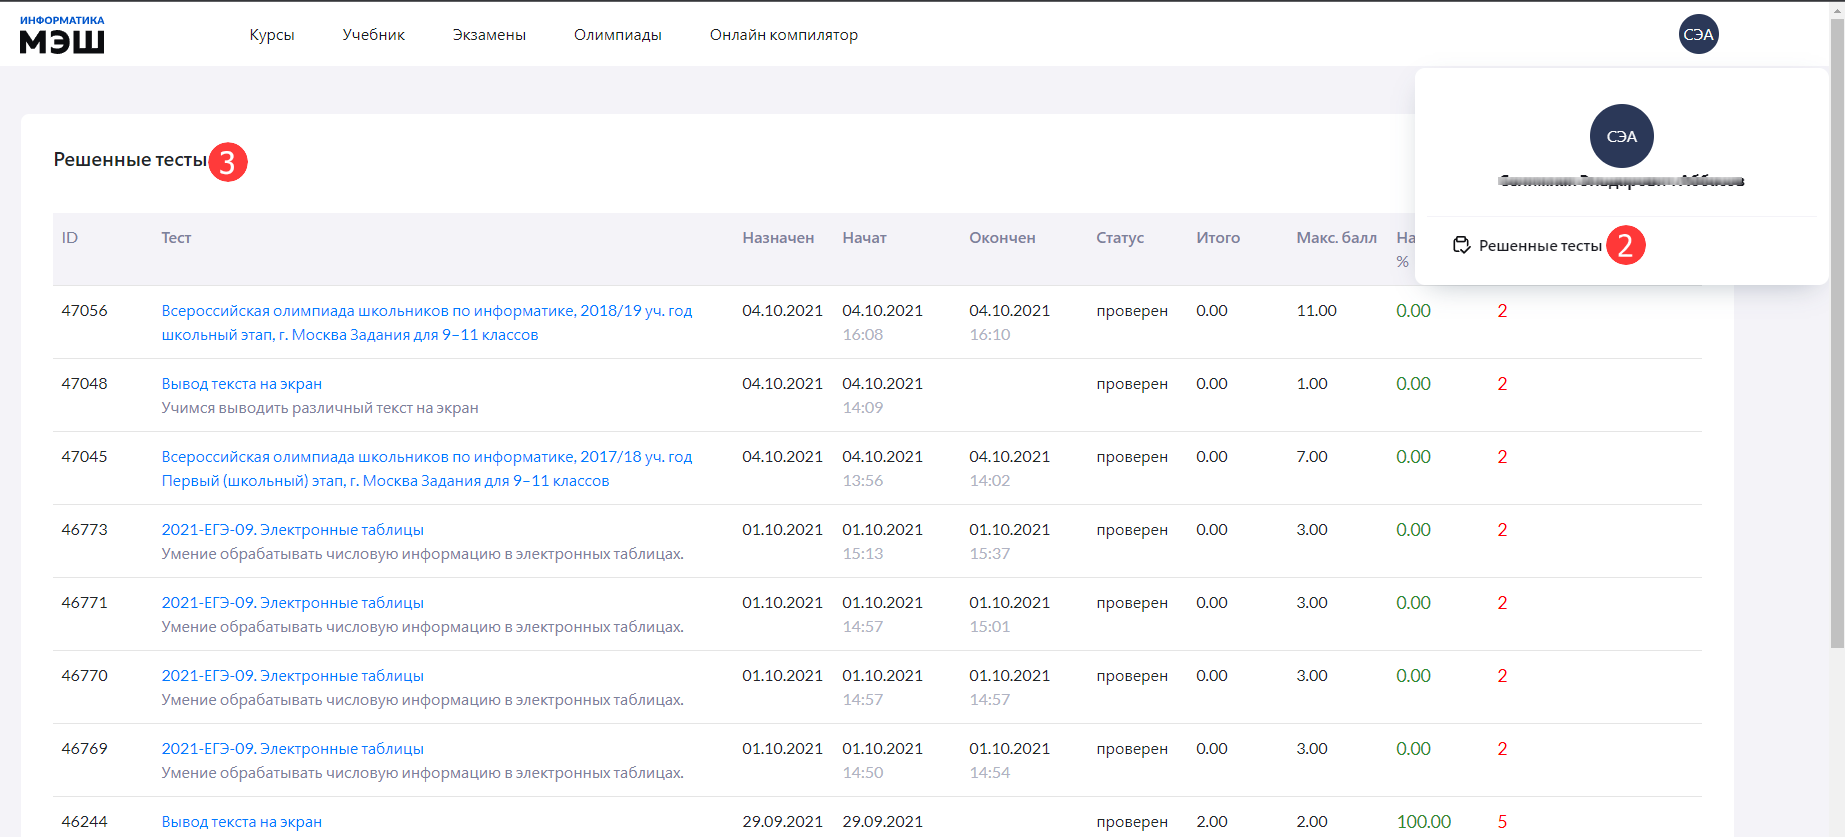 ИНФОРМАТИКА
МЭШ
Курсы Учебник Экзамены Олимпиады Онлайн компилятор
СЭА
СЭА
Решенные тесты 2
Решенные тесты 3
ID Тест Назначен Начат Окончен Статус Итого Макс. балл На
%
47056 Всероссийская олимпиада школьников по информатике, 2018/19 уч. год 04.10.2021 04.10.2021 04.10.2021 проверен 0.00 11.00 0.00 2
школьный этап, г. Москва Задания для 9–11 классов 16:08 16:10
47048 Вывод текста на экран 04.10.2021 04.10.2021 проверен 0.00 1.00 0.00 2
Учимся выводить различный текст на экран 14:09
47045 Всероссийская олимпиада школьников по информатике, 2017/18 уч. год 04.10.2021 04.10.2021 04.10.2021 проверен 0.00 7.00 0.00 2
Первый (школьный) этап, г. Москва Задания для 9–11 классов 13:56 14:02
46773 2021-ЕГЭ-09. Электронные таблицы 01.10.2021 01.10.2021 01.10.2021 проверен 0.00 3.00 0.00 2
Умение обрабатывать числовую информацию в электронных таблицах. 15:13 15:37
46771 2021-ЕГЭ-09. Электронные таблицы 01.10.2021 01.10.2021 01.10.2021 проверен 0.00 3.00 0.00 2
Умение обрабатывать числовую информацию в электронных таблицах. 14:57 15:01
46770 2021-ЕГЭ-09. Электронные таблицы 01.10.2021 01.10.2021 01.10.2021 проверен 0.00 3.00 0.00 2
Умение обрабатывать числовую информацию в электронных таблицах. 14:57 14:57
46769 2021-ЕГЭ-09. Электронные таблицы 01.10.2021 01.10.2021 01.10.2021 проверен 0.00 3.00 0.00 2
Умение обрабатывать числовую информацию в электронных таблицах. 14:50 14:54
46244 Вывод текста на экран 29.09.2021 29.09.2021 проверен 2.00 2.00 100.00 5